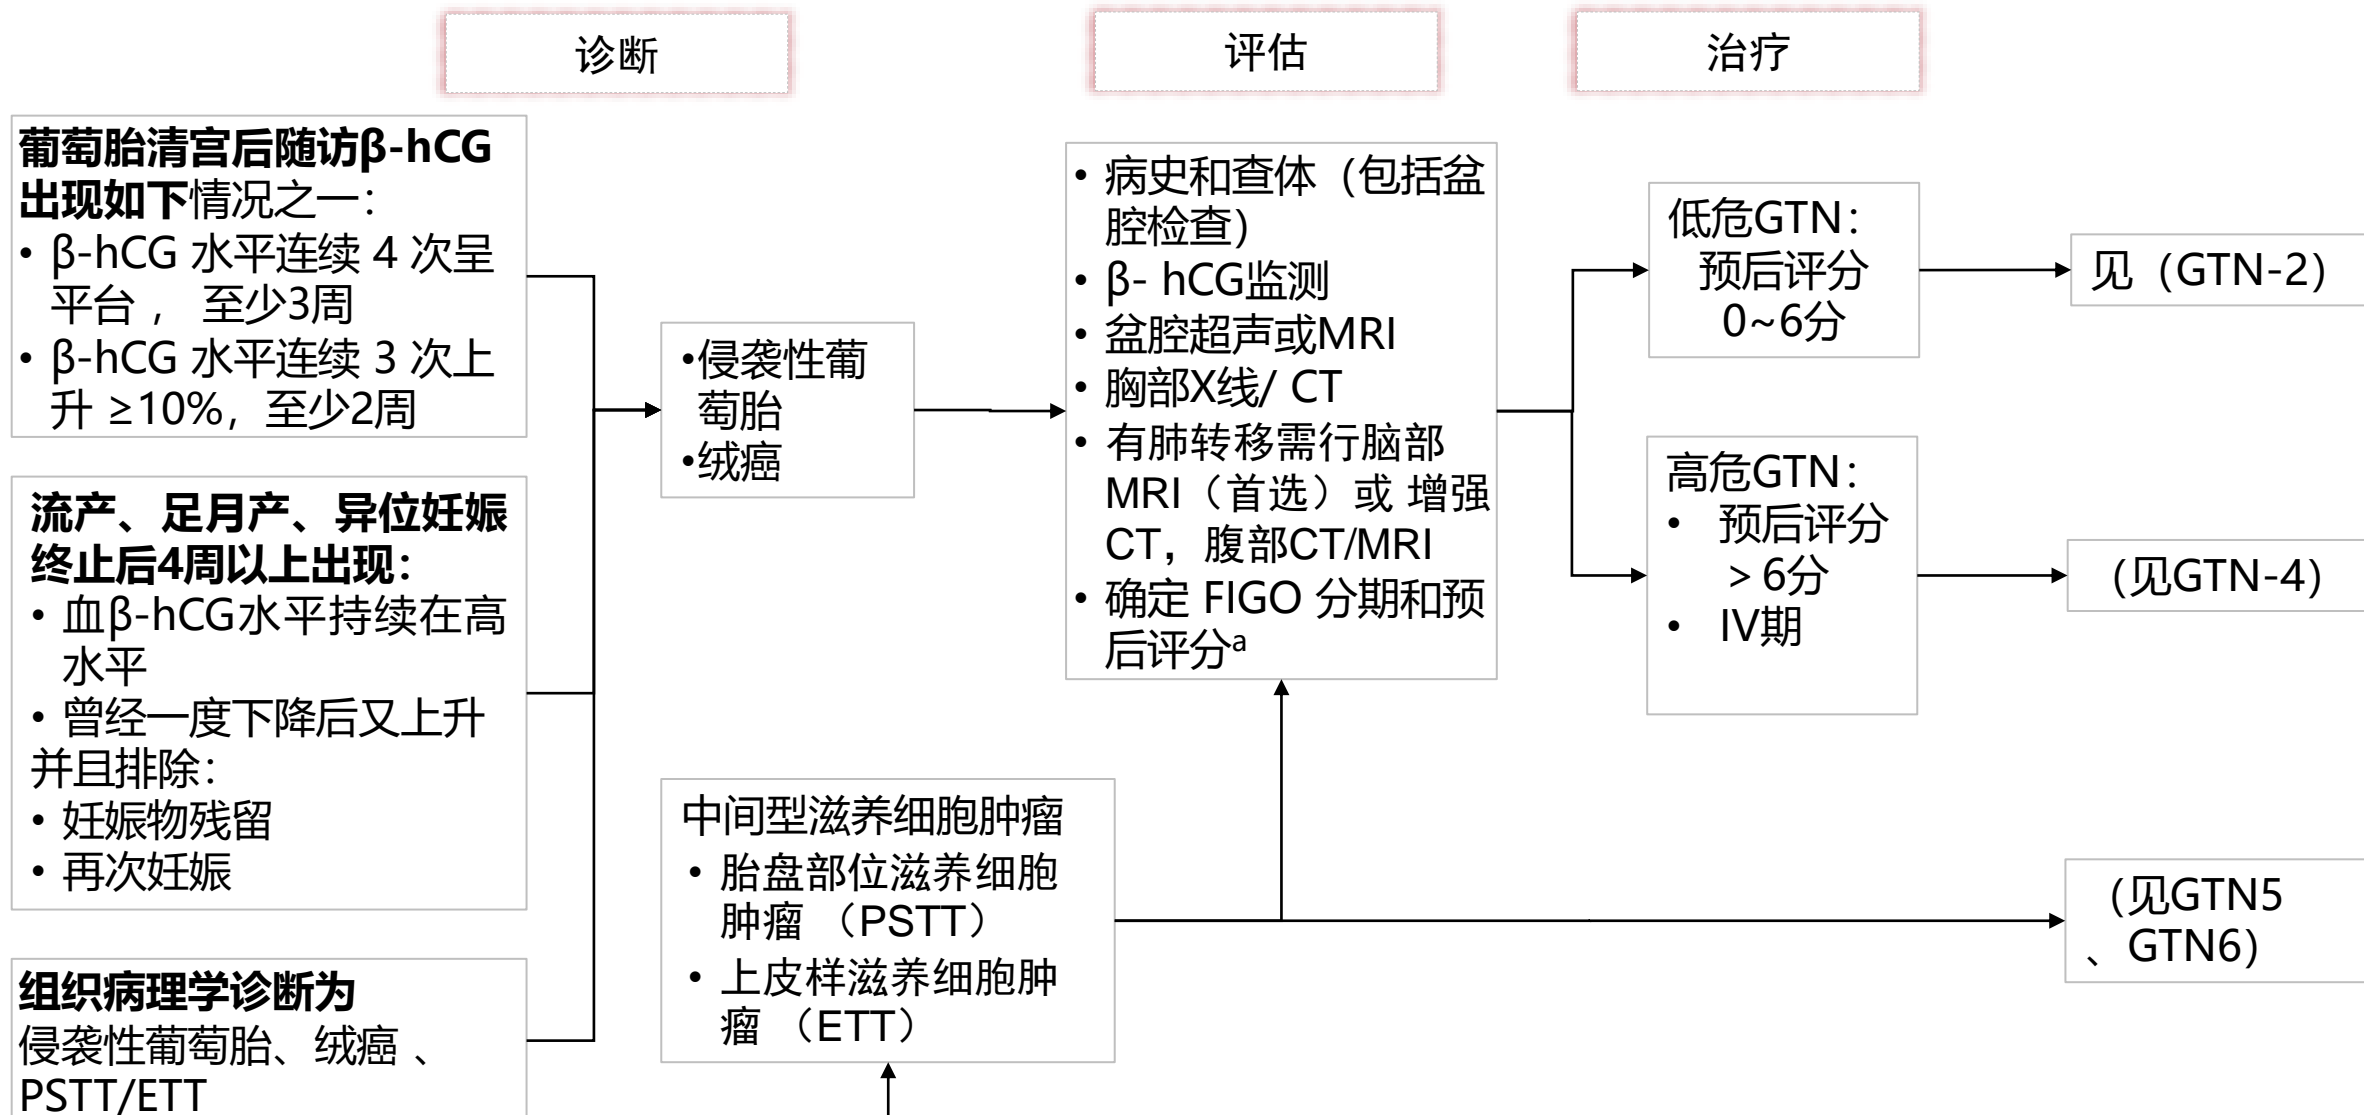 诊断
评估
治疗
葡萄胎清宫后随访β-hCG
出现如下情况之一：
• β-hCG 水平连续 4 次呈
平台 ， 至少3周
• β-hCG 水平连续 3 次上
升 ≥10%，至少2周
流产、足月产、异位妊娠
终止后4周以上出现：
• 血β-hCG水平持续在高
水平
• 曾经一度下降后又上升
并且排除：
• 妊娠物残留
• 再次妊娠
组织病理学诊断为
侵袭性葡萄胎、绒癌 、
PSTT/ETT
•侵袭性葡
萄胎
•绒癌
中间型滋养细胞肿瘤
• 胎盘部位滋养细胞
肿瘤 （PSTT）
• 上皮样滋养细胞肿
瘤 （ETT）
• 病史和查体（包括盆
腔检查）
• β- hCG监测
• 盆腔超声或MRI
• 胸部X线/ CT
• 有肺转移需行脑部
MRI（首选）或 增强
CT，腹部CT/MRI
• 确定 FIGO 分期和预
后评分a
低危GTN：
预后评分
0~6分
高危GTN：
• 预后评分
＞6分
• IV期
见（GTN-2）
（见GTN-4）
（见GTN5
、GTN6）